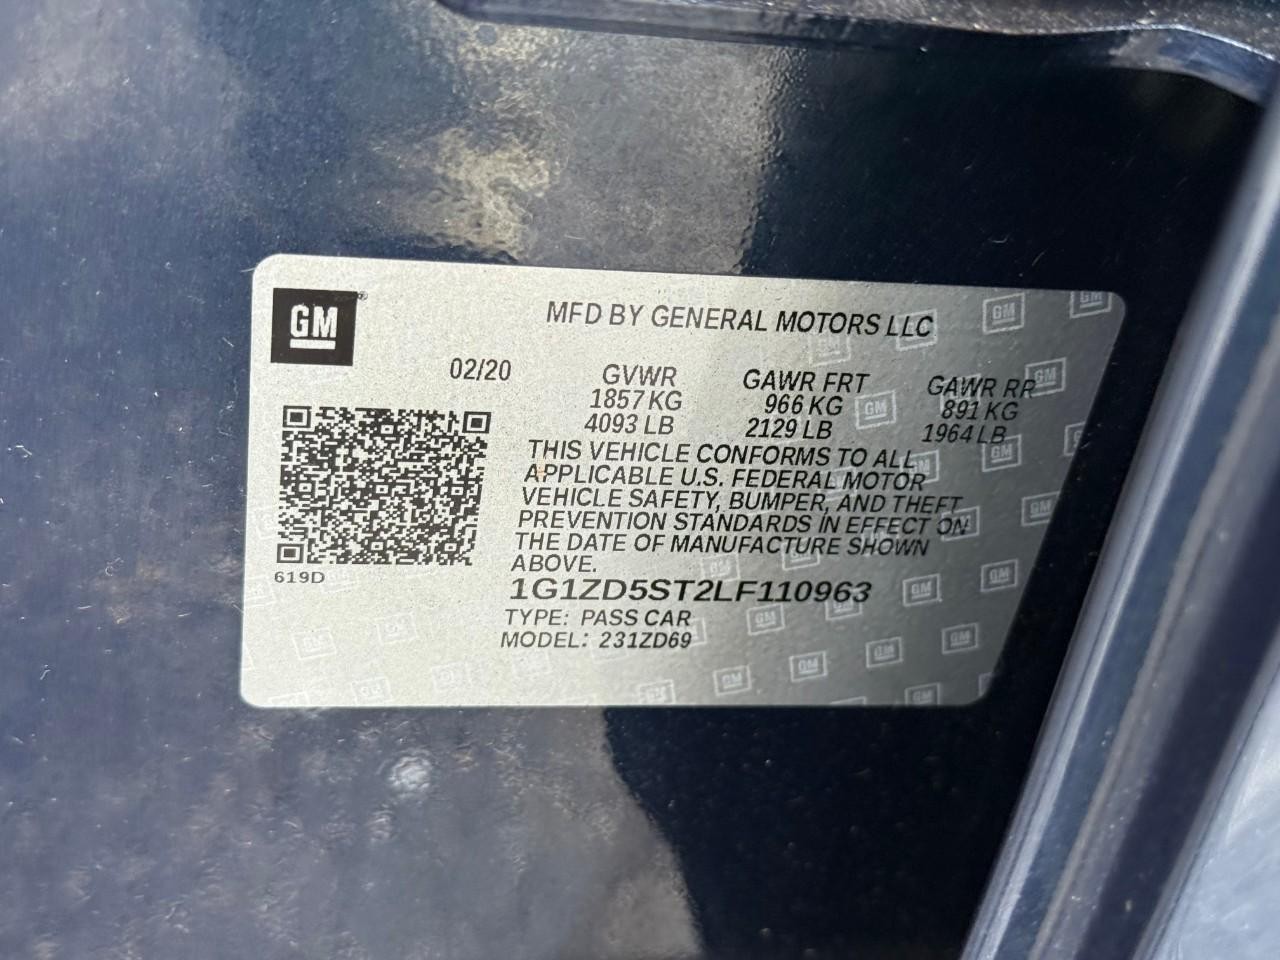 GM
MFD BY GENERAL MOTORS LLC
02/20
GVWR GAWR FRT GAWR RR
1857 KG 966 KG 891 KG
4093 LB 2129 LB 1964 LB
THIS VEHICLE CONFORMS TO ALL
APPLICABLE U.S. FEDERAL MOTOR
VEHICLE SAFETY, BUMPER, AND THEFT
PREVENTION STANDARDS IN EFFECT ON
THE DATE OF MANUFACTURE SHOWN
ABOVE.
619D
1G1ZD5ST2LF110963
TYPE: PASS CAR
MODEL: 231ZD69